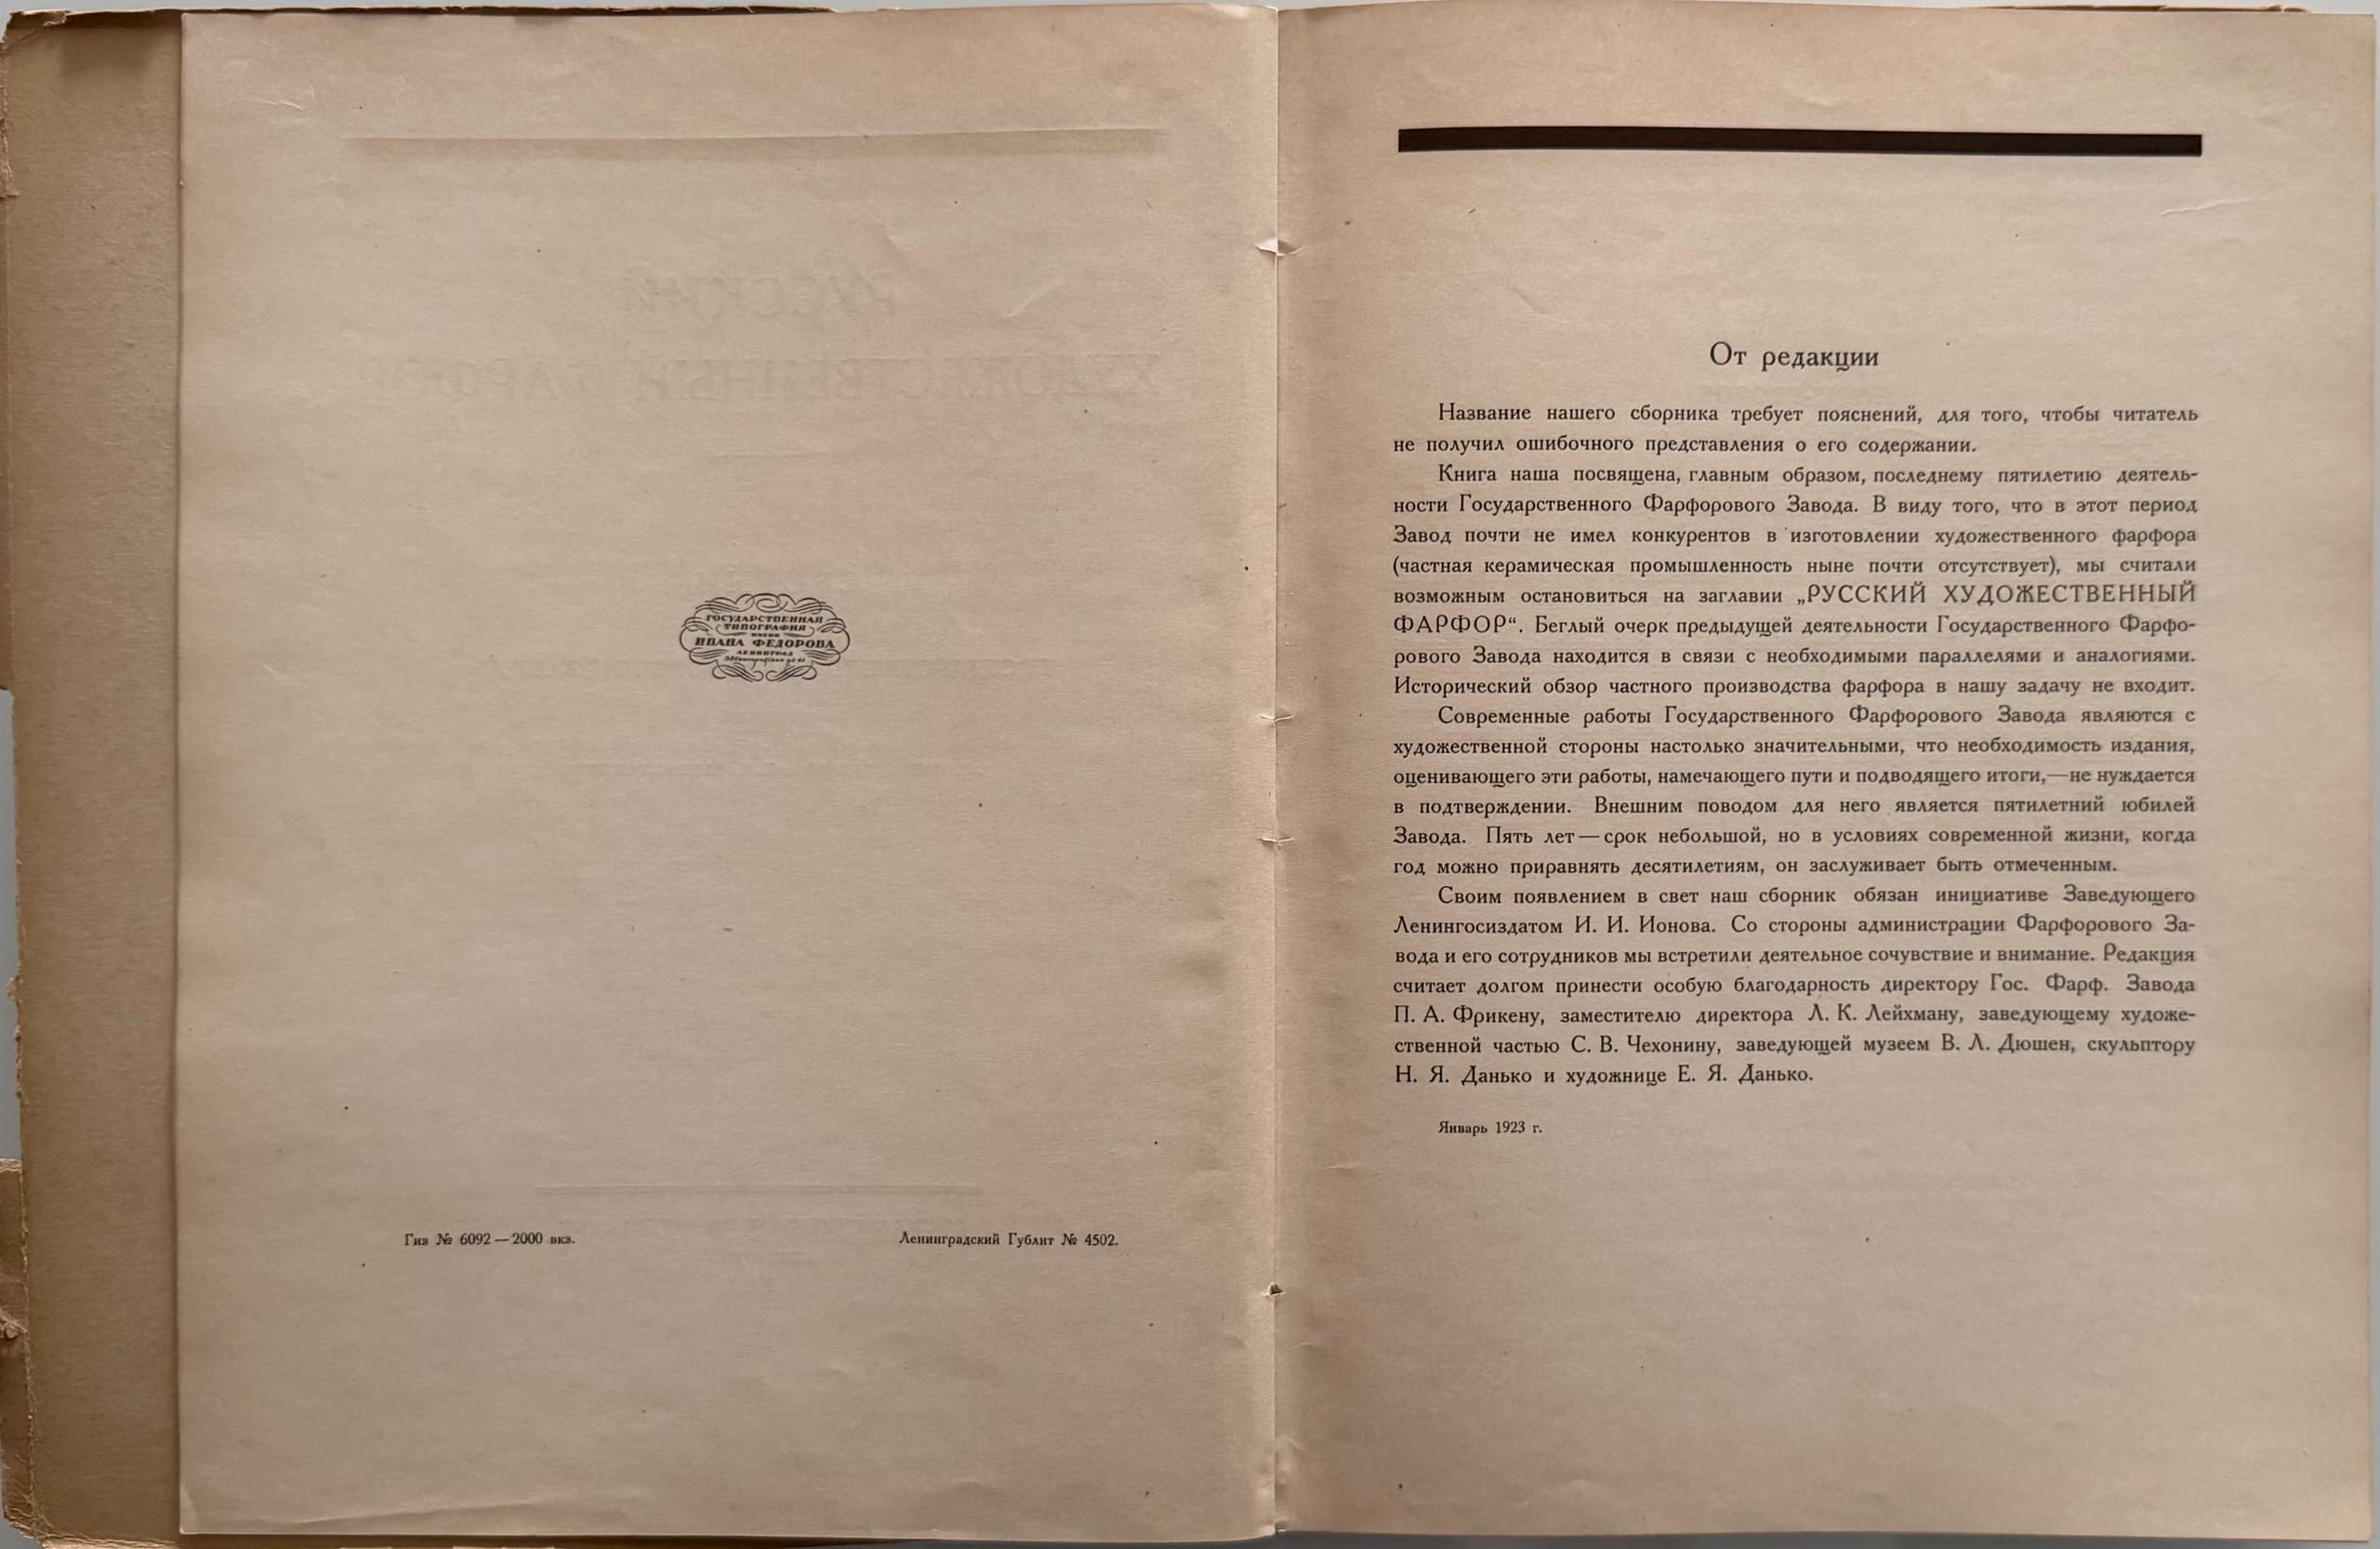 ГОСУДАРСТВЕННАЯ
ТИПОГРАФИЯ
ИМЕНИ
ИВАНА ФЕДОРОВА
ЛЕНИНГРАД
Гиз № 6092 — 2000 экз.
Ленинградский Гублит № 4502.
От редакции
Название нашего сборника требует пояснений, для того, чтобы читатель
не получил ошибочного представления о его содержании.
Книга наша посвящена, главным образом, последнему пятилетию деятель-
ности Государственного Фарфорового Завода. В виду того, что в этот период
Завод почти не имел конкурентов в изготовлении художественного фарфора
(частная керамическая промышленность ныне почти отсутствует), мы считали
возможным остановиться на заглавии „РУССКИЙ ХУДОЖЕСТВЕННЫЙ
ФАРФОР“. Беглый очерк предыдущей деятельности Государственного Фарфо-
рового Завода находится в связи с необходимыми параллелями и аналогиями.
Исторический обзор частного производства фарфора в нашу задачу не входит.
Современные работы Государственного Фарфорового Завода являются с
художественной стороны настолько значительными, что необходимость издания,
оценивающего эти работы, намечающего пути и подводящего итоги,—не нуждается
в подтверждении. Внешним поводом для него является пятилетний юбилей
Завода. Пять лет — срок небольшой, но в условиях современной жизни, когда
год можно приравнять десятилетиям, он заслуживает быть отмеченным.
Своим появлением в свет наш сборник обязан инициативе Заведующего
Ленингосиздатом И. И. Ионова. Со стороны администрации Фарфорового За-
вода и его сотрудников мы встретили деятельное сочувствие и внимание. Редакция
считает долгом принести особую благодарность директору Гос. Фарф. Завода
П. А. Фрикену, заместителю директора Л. К. Лейхману, заведующему художе-
ственной частью С. В. Чехонину, заведующей музеем В. Л. Дюшен, скульптору
Н. Я. Данько и художнице Е. Я. Данько.
Январь 1923 г.